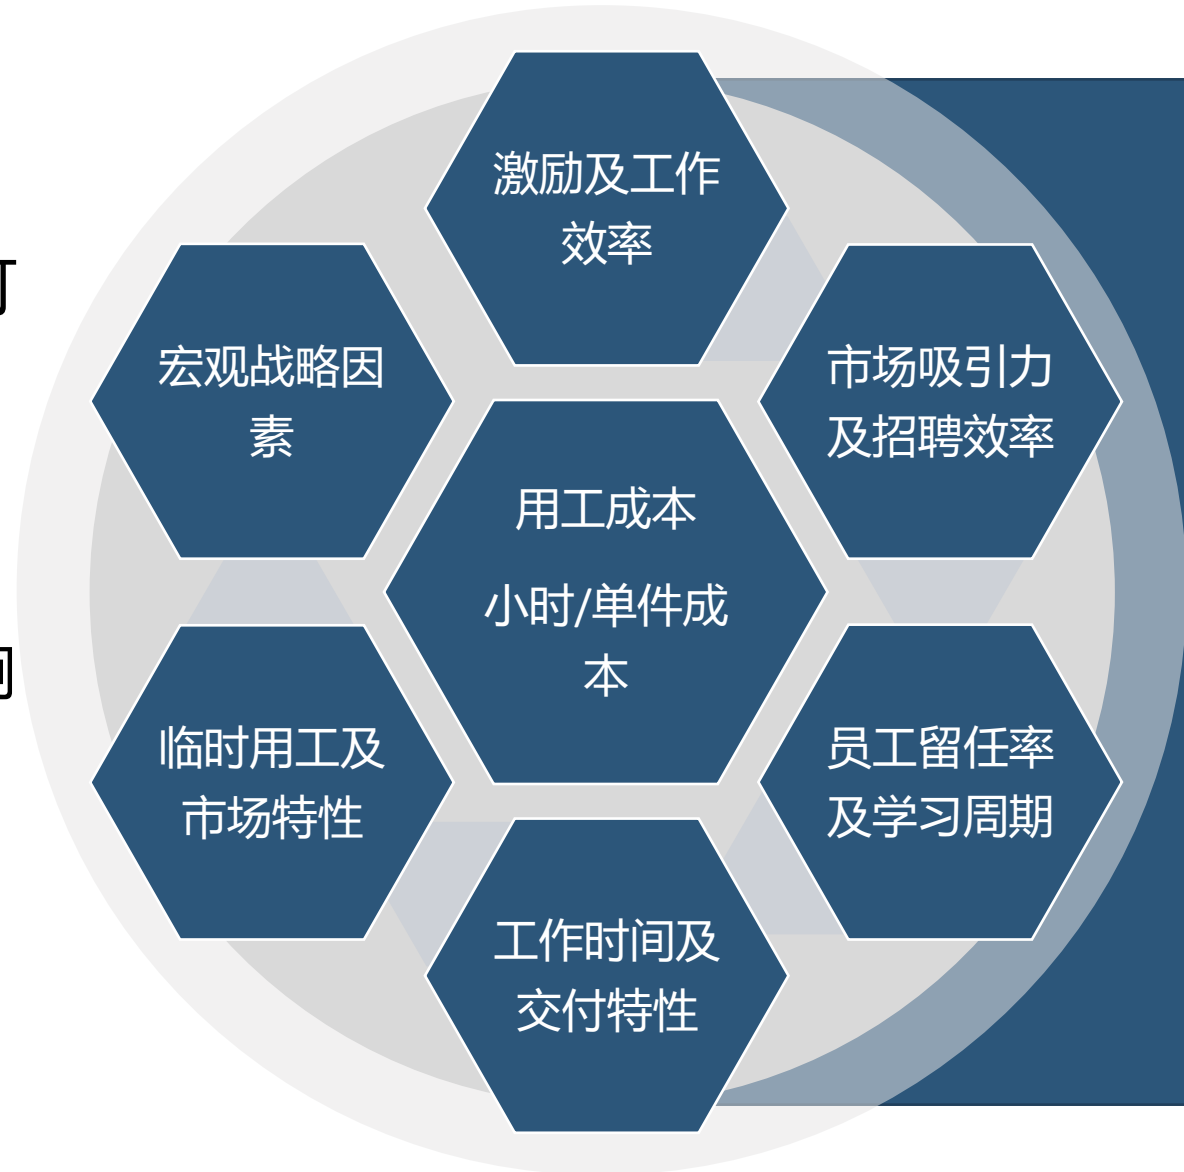 激励及工作
效率
宏观战略因
素
市场吸引力
及招聘效率
用工成本
小时/单件成
本
临时用工及
市场特性
员工留任率
及学习周期
工作时间及
交付特性